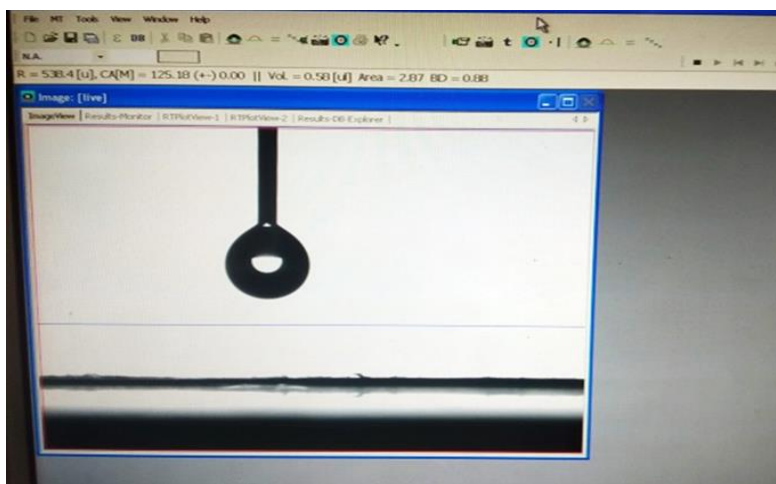 File MT Tools View Window Help
Σ DB t
N.A.
R = 538.4 [u], CA[M] = 125.18 (+-) 0.00 || Vol. = 0.58 [ul] Area = 2.87 BD = 0.88
Image: [live]
ImageView | Results-Monitor | RTPlotView-1 | RTPlotView-2 | Results-DB-Explorer |